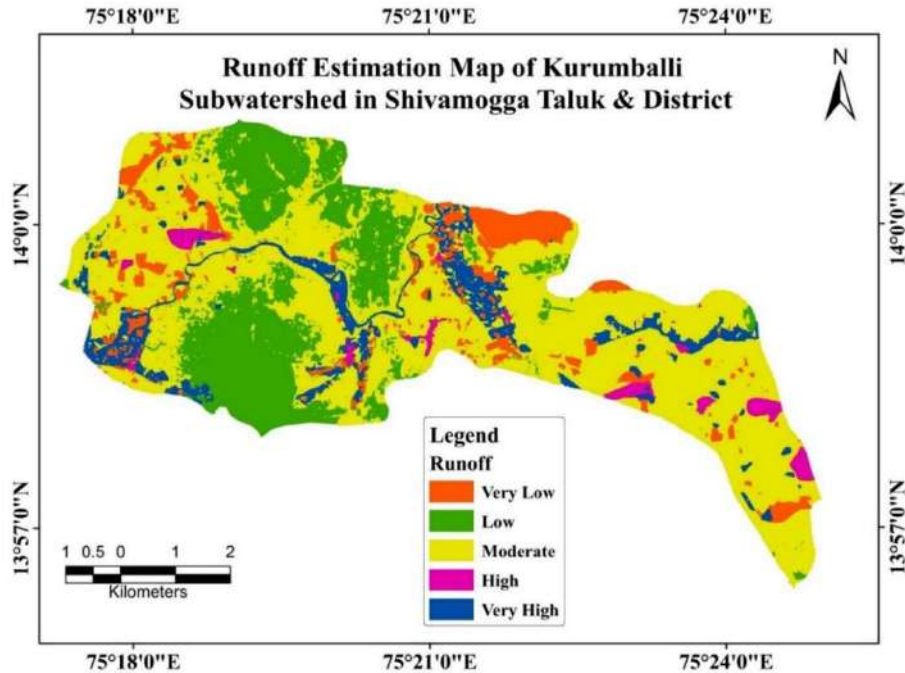 75°18'0"E 75°21'0"E 75°24'0"E
Runoff Estimation Map of Kurumballi
Subwatershed in Shivamogga Taluk & District
N
14°0'0"N 14°0'0"N
Legend
Runoff
Very Low
Low
Moderate
High
Very High
13°57'0"N 13°57'0"N
1 0.5 0 1 2
Kilometers
75°18'0"E 75°21'0"E 75°24'0"E